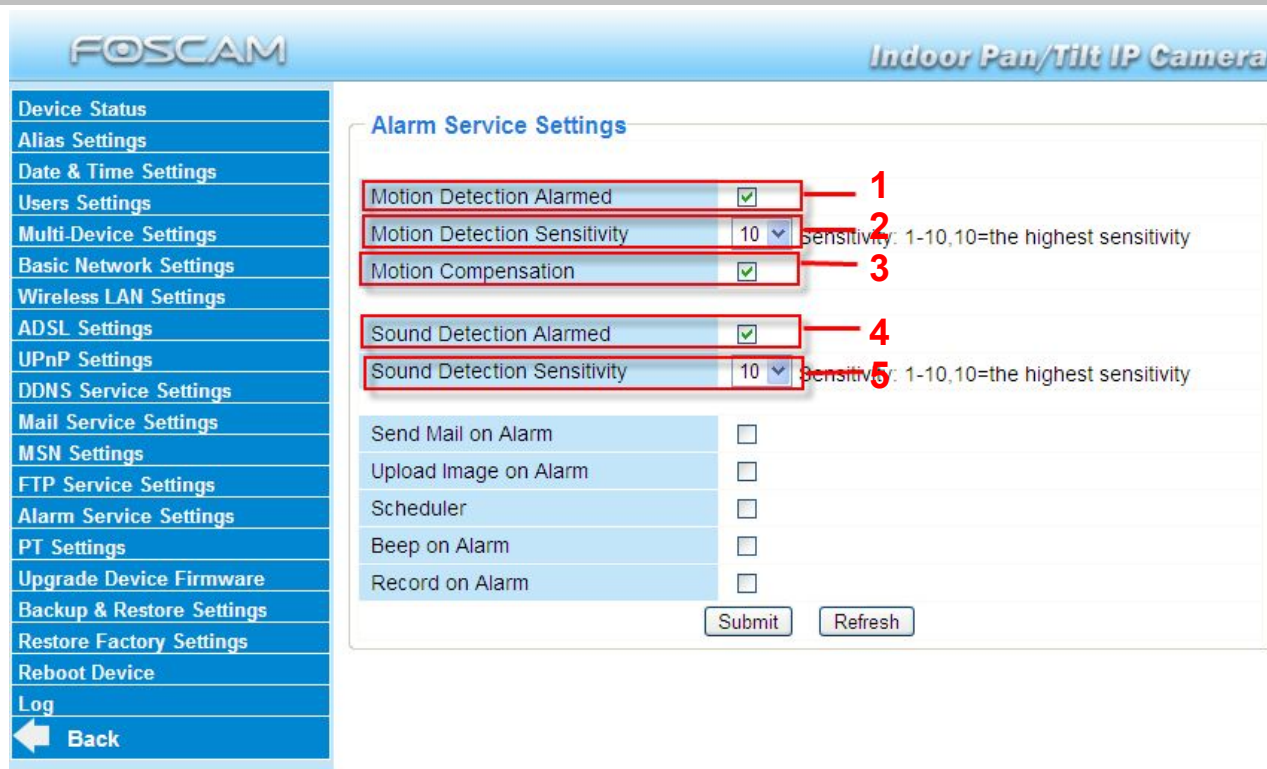 FOSCAM
Indoor Pan/Tilt IP Camera
Device Status
Alias Settings
Date & Time Settings
Users Settings
Multi-Device Settings
Basic Network Settings
Wireless LAN Settings
ADSL Settings
UPnP Settings
DDNS Service Settings
Mail Service Settings
MSN Settings
FTP Service Settings
Alarm Service Settings
PT Settings
Upgrade Device Firmware
Backup & Restore Settings
Restore Factory Settings
Reboot Device
Log
Back
Alarm Service Settings
Motion Detection Alarmed 1
Motion Detection Sensitivity 10 2 Sensitivity: 1-10,10=the highest sensitivity
Motion Compensation 3
Sound Detection Alarmed 4
Sound Detection Sensitivity 10 5 Sensitivity: 1-10,10=the highest sensitivity
Send Mail on Alarm
Upload Image on Alarm
Scheduler
Beep on Alarm
Record on Alarm
Submit Refresh